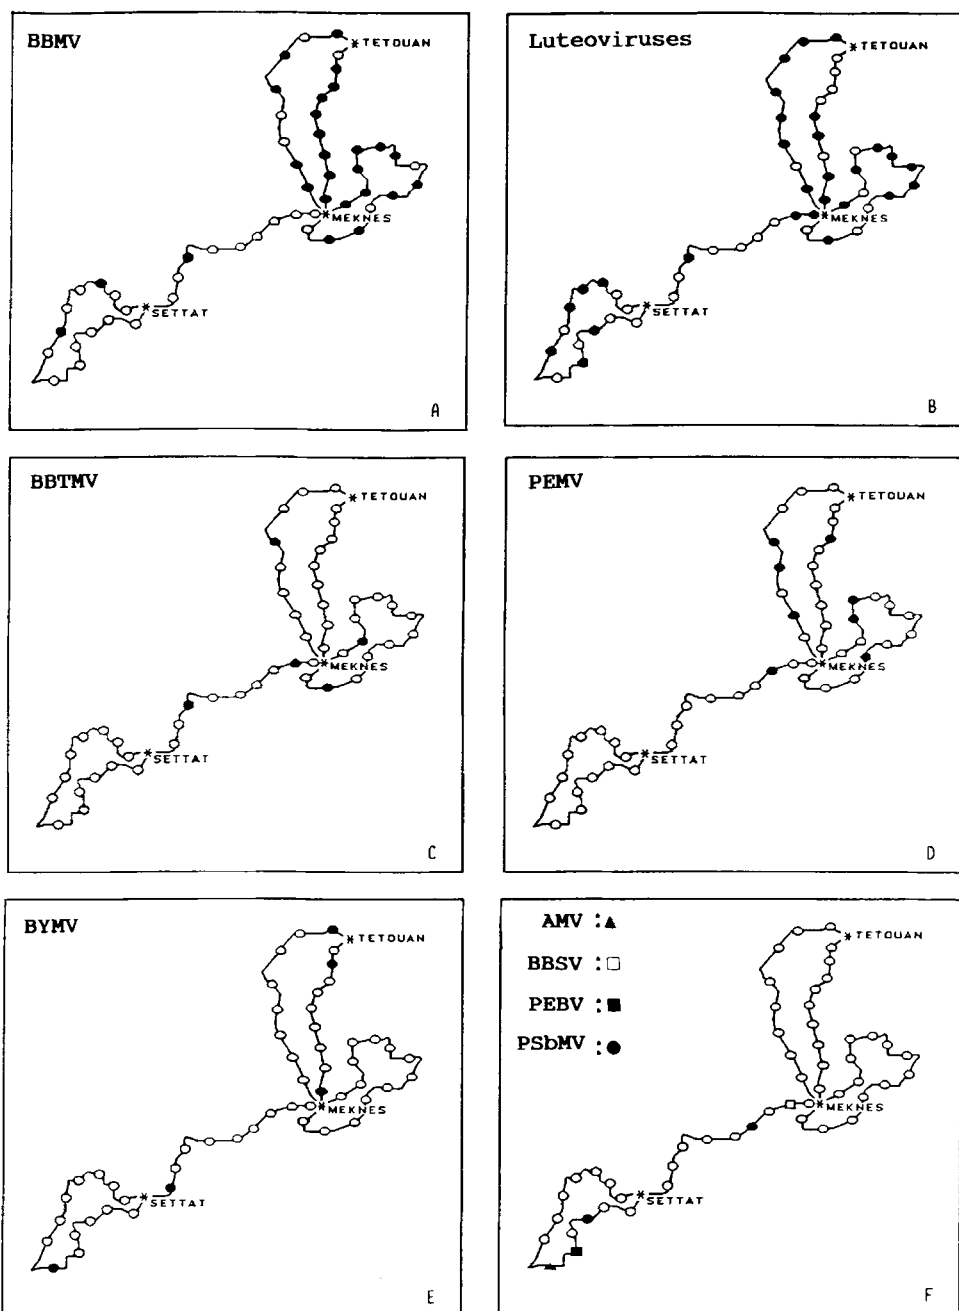 BBMV
*TETOUAN
*MEKNES
*SETTAT
A
Luteoviruses
*TETOUAN
*MEKNES
*SETTAT
B
BBTMV
*TETOUAN
*MEKNES
*SETTAT
C
PEMV
*TETOUAN
*MEKNES
*SETTAT
D
BYMV
*TETOUAN
*MEKNES
*SETTAT
E
AMV :▲
BBSV :□
PEBV :■
PSbMV :●
*TETOUAN
*MEKNES
*SETTAT
F